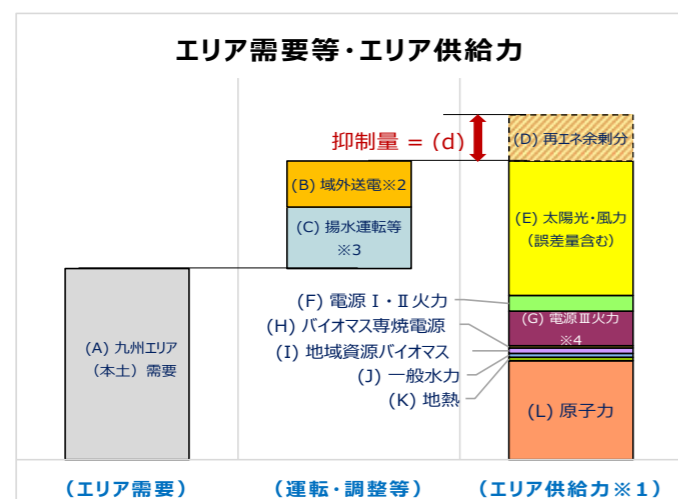 エリア需要等・エリア供給力
抑制量 = (d)
(D) 再エネ余剰分
(B) 域外送電※2
(C) 揚水運転等
※3
(E) 太陽光・風力
(誤差量含む)
(F) 電源Ⅰ・Ⅱ火力
(G) 電源Ⅲ火力
※4
(H) バイオマス専焼電源
(I) 地域資源バイオマス
(J) 一般水力
(K) 地熱
(A) 九州エリア
(本土)需要
(L) 原子力
(エリア需要)
(運転・調整等)
(エリア供給力※1)